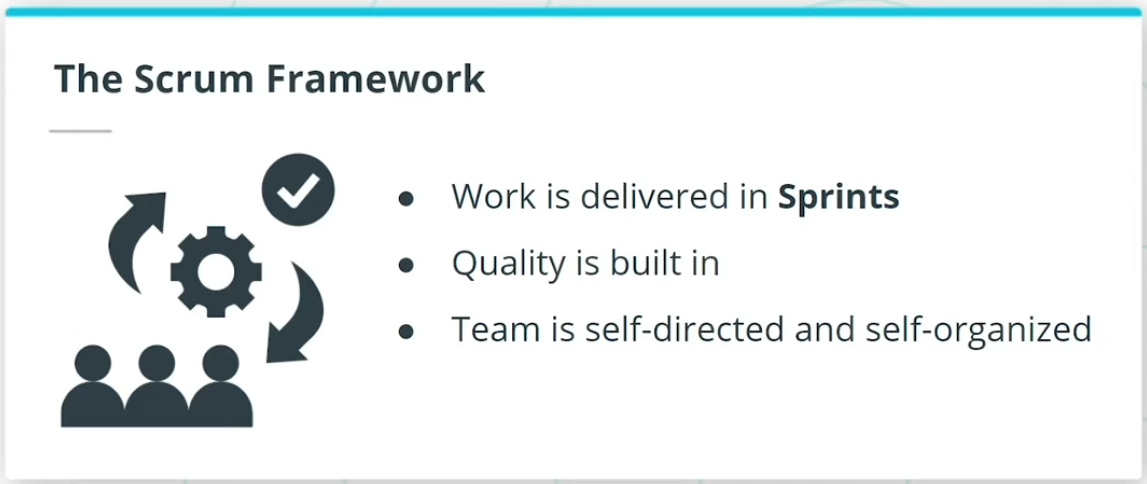 The Scrum Framework
● Work is delivered in Sprints
● Quality is built in
● Team is self-directed and self-organized